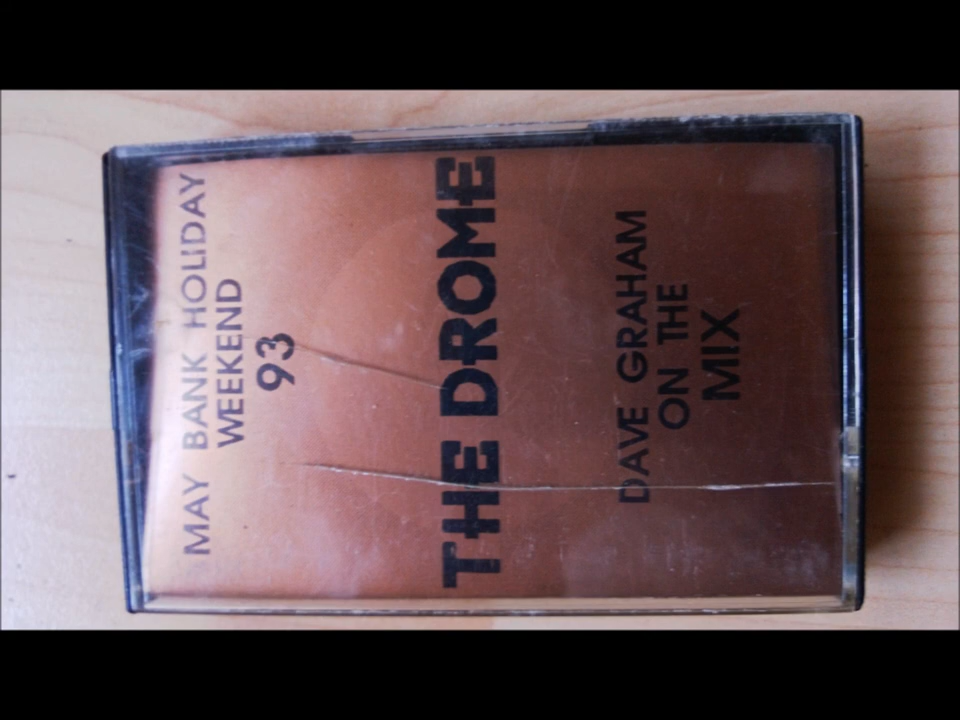 MAY BANK HOLIDAY
WEEKEND
93
THE DROME
DAVE GRAHAM
ON THE
MIX